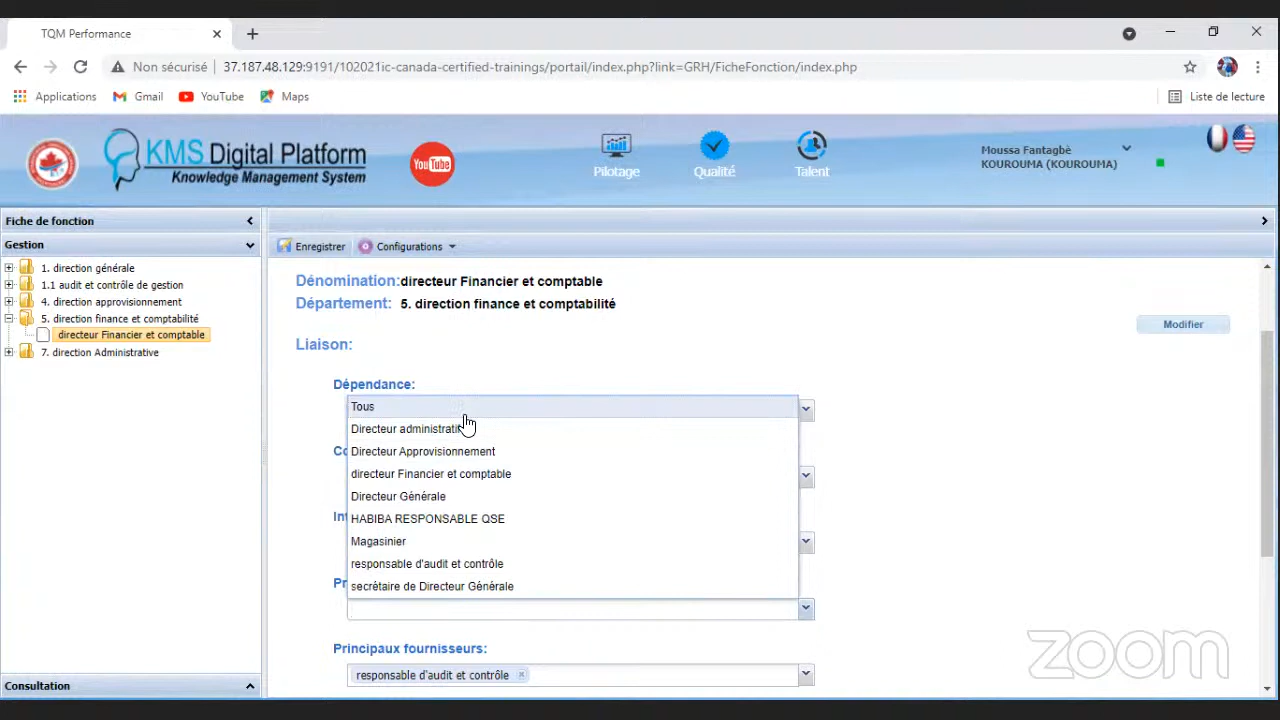 TQM Performance
Non sécurisé 37.187.48.129:9191/102021ic-canada-certified-trainings/portail/index.php?link=GRH/FicheFonction/index.php
Applications Gmail YouTube Maps Liste de lecture
KMS Digital Platform
Knowledge Management System
YouTube
Pilotage Qualité Talent
Moussa Fantagbè
KOUROUMA (KOUROUMA)
Fiche de fonction
Gestion
1. direction générale
1.1 audit et contrôle de gestion
4. direction approvisionnement
5. direction finance et comptabilité
directeur Financier et comptable
7. direction Administrative
Consultation
Enregistrer Configurations
Dénomination:directeur Financier et comptable
Département: 5. direction finance et comptabilité
Modifier
Liaison:
Dépendance:
Tous
Directeur administratif
Directeur Approvisionnement
directeur Financier et comptable
Directeur Générale
HABIBA RESPONSABLE QSE
Magasinier
responsable d'audit et contrôle
secrétaire de Directeur Générale
Principaux fournisseurs:
responsable d'audit et contrôle
zoom